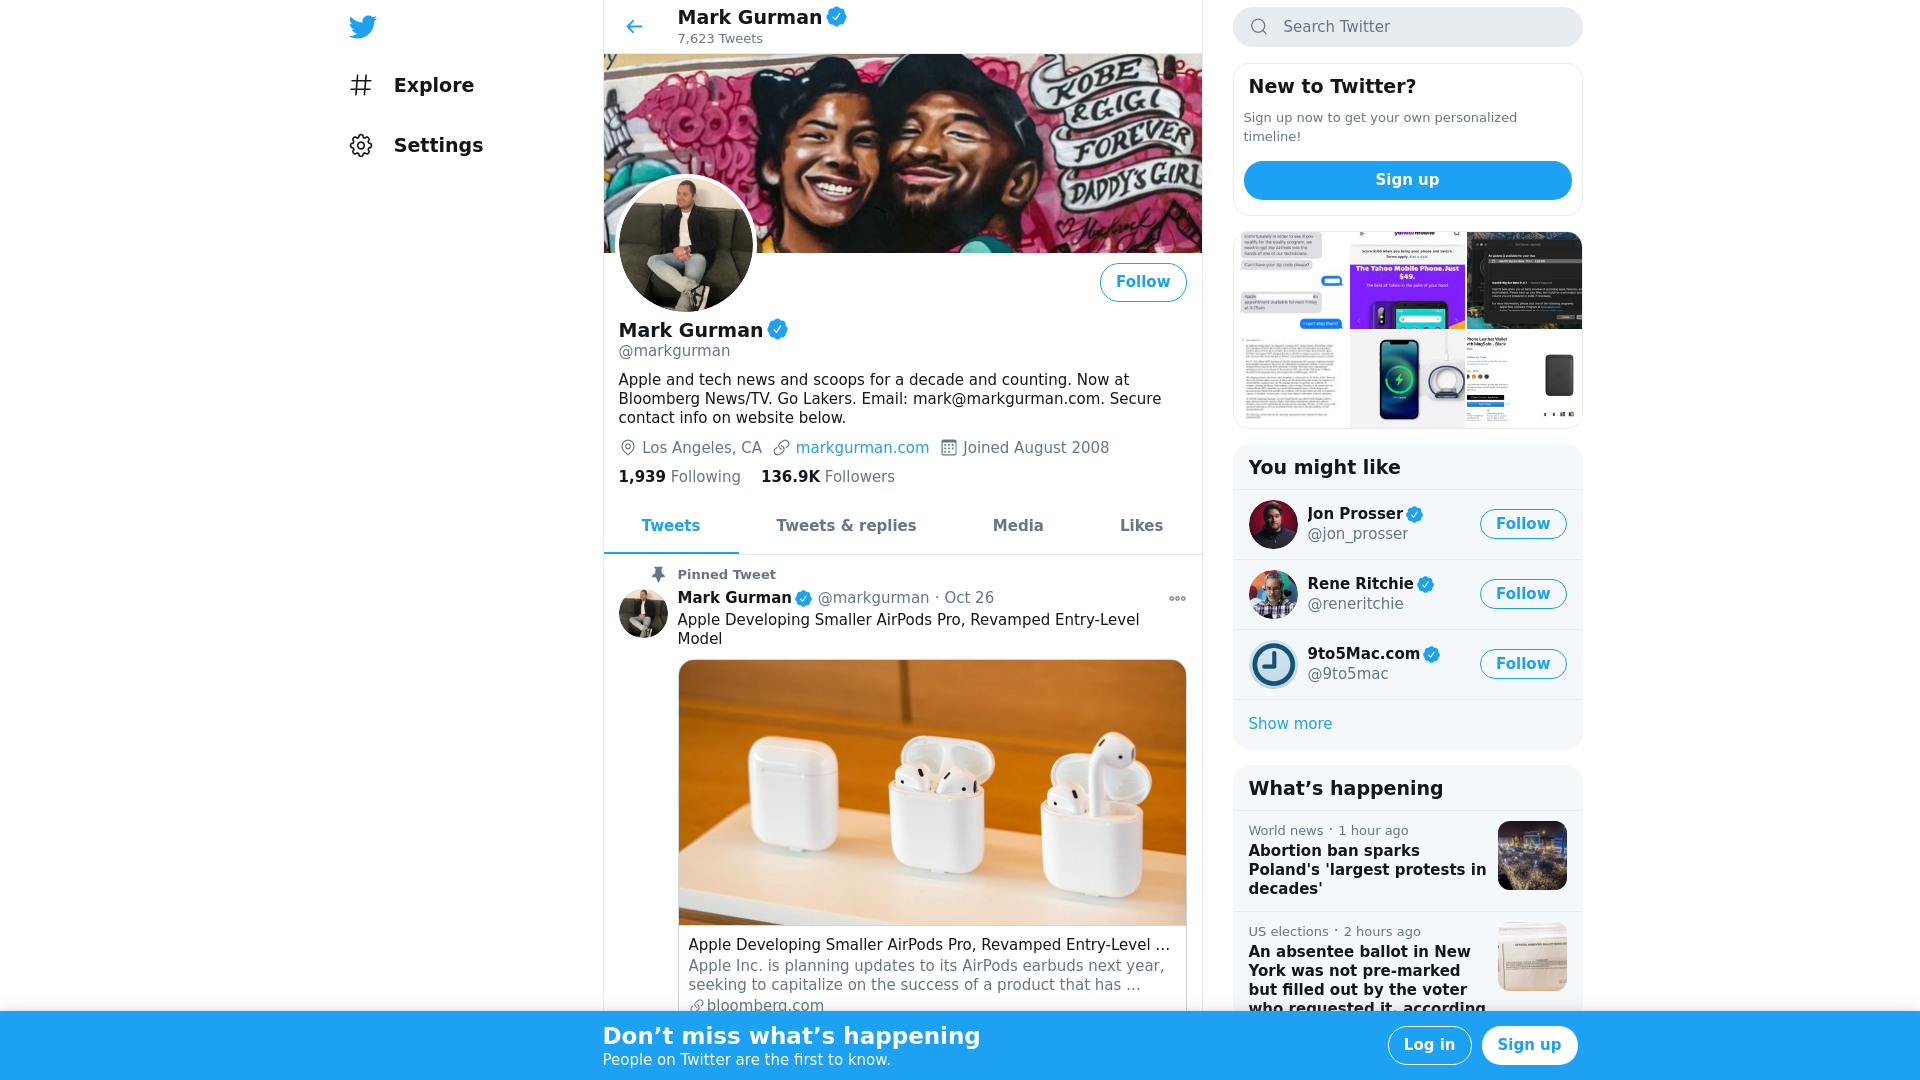 Mark Gurman
7,623 Tweets
Search Twitter
Explore
Settings
KOBE
& GIGI
FOREVER
DADDY'S GIRL
New to Twitter?
Sign up now to get your own personalized
timeline!
Sign up
Follow
Mark Gurman
@markgurman
Apple and tech news and scoops for a decade and counting. Now at
Bloomberg News/TV. Go Lakers. Email: mark@markgurman.com. Secure
contact info on website below.
Los Angeles, CA markgurman.com Joined August 2008
1,939 Following 136.9K Followers
Tweets Tweets & replies Media Likes
Pinned Tweet
Mark Gurman @markgurman · Oct 26
Apple Developing Smaller AirPods Pro, Revamped Entry-Level
Model
Apple Developing Smaller AirPods Pro, Revamped Entry-Level ...
Apple Inc. is planning updates to its AirPods earbuds next year,
seeking to capitalize on the success of a product that has ...
bloomberg.com
The Yahoo Mobile Phone. Just
$49.
You might like
Jon Prosser
@jon_prosser
Follow
Rene Ritchie
@reneritchie
Follow
9to5Mac.com
@9to5mac
Follow
Show more
What’s happening
World news · 1 hour ago
Abortion ban sparks
Poland's 'largest protests in
decades'
US elections · 2 hours ago
An absentee ballot in New
York was not pre-marked
but filled out by the voter
who requested it, according
Don’t miss what’s happening
People on Twitter are the first to know.
Log in
Sign up